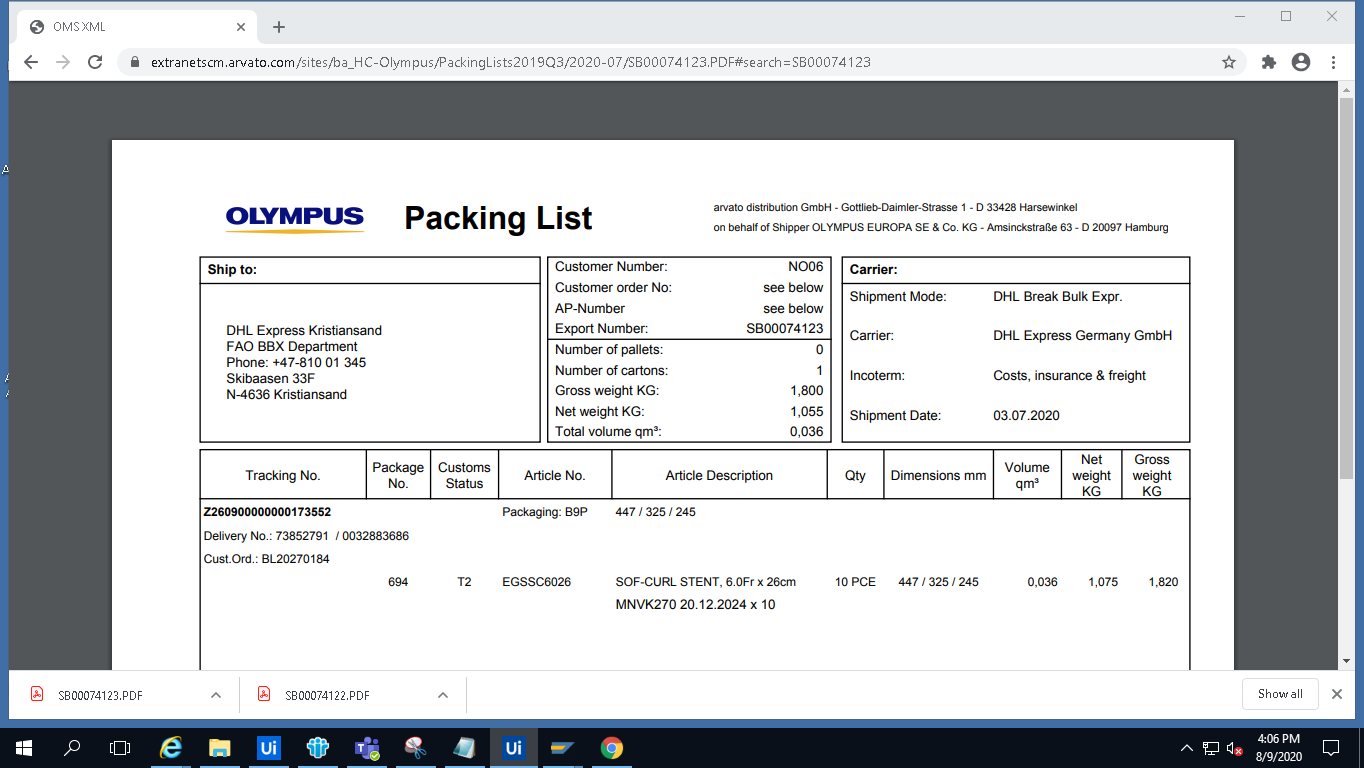 OMS XML
extranetscm.arvato.com/sites/ba_HC-Olympus/PackingLists2019Q3/2020-07/SB00074123.PDF#search=SB00074123
OLYMPUS
Packing List
arvato distribution GmbH - Gottlieb-Daimler-Strasse 1 - D 33428 Harsewinkel
on behalf of Shipper OLYMPUS EUROPA SE & Co. KG - Amsinckstraße 63 - D 20097 Hamburg
Ship to:
DHL Express Kristiansand
FAO BBX Department
Phone: +47-810 01 345
Skibaasen 33F
N-4636 Kristiansand
Customer Number: NO06
Customer order No: see below
AP-Number see below
Export Number: SB00074123
Number of pallets: 0
Number of cartons: 1
Gross weight KG: 1,800
Net weight KG: 1,055
Total volume qm³: 0,036
Carrier:
Shipment Mode: DHL Break Bulk Expr.
Carrier: DHL Express Germany GmbH
Incoterm: Costs, insurance & freight
Shipment Date: 03.07.2020
Tracking No. Package No. Customs Status Article No. Article Description Qty Dimensions mm Volume qm³ Net weight KG Gross weight KG
Z260900000000173552 Packaging: B9P 447 / 325 / 245
Delivery No.: 73852791 / 0032883686
Cust.Ord.: BL20270184
694 T2 EGSSC6026 SOF-CURL STENT, 6.0Fr x 26cm 10 PCE 447 / 325 / 245 0,036 1,075 1,820
MNVK270 20.12.2024 x 10
SB00074123.PDF SB00074122.PDF Show all
Ui Ui
4:06 PM
8/9/2020